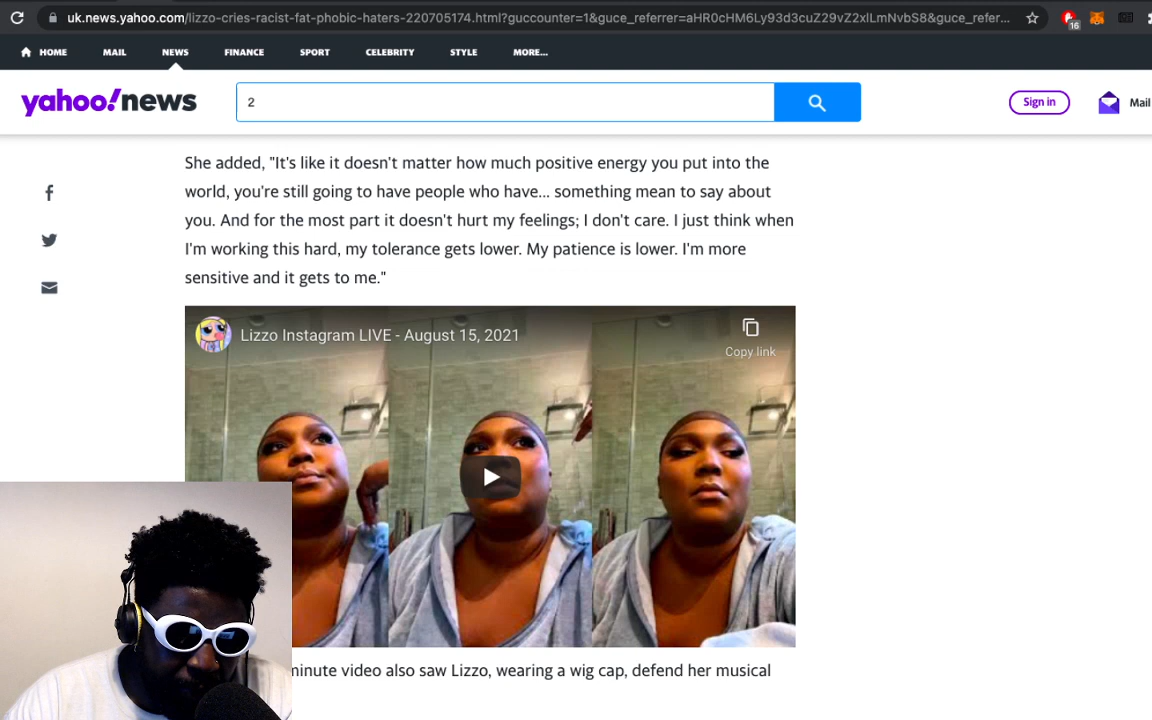 uk.news.yahoo.com/lizzo-cries-racist-fat-phobic-haters-220705174.html?guccounter=1&guce_referrer=aHR0cHM6Ly93d3cuZ29vZ2xlLmNvbS8&guce_refer...
16
HOME MAIL NEWS FINANCE SPORT CELEBRITY STYLE MORE...
yahoo!news
2
Sign in
Mail
She added, "It's like it doesn't matter how much positive energy you put into the
world, you're still going to have people who have... something mean to say about
you. And for the most part it doesn't hurt my feelings; I don't care. I just think when
I'm working this hard, my tolerance gets lower. My patience is lower. I'm more
sensitive and it gets to me."
Lizzo Instagram LIVE - August 15, 2021
Copy link
minute video also saw Lizzo, wearing a wig cap, defend her musical